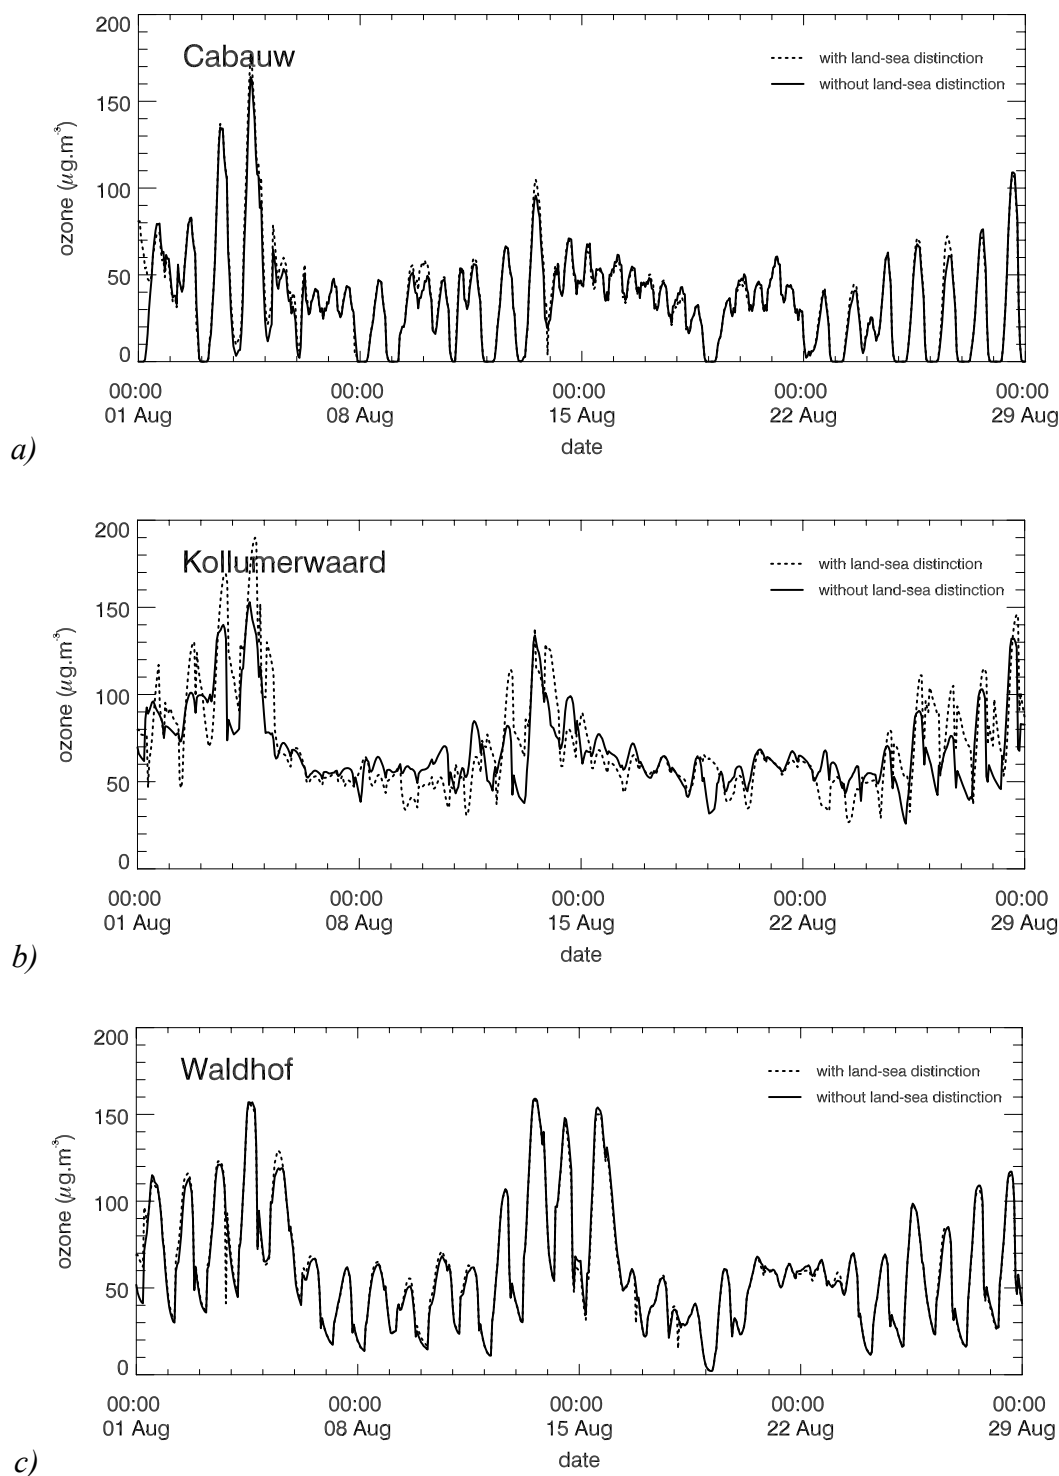 200
Cabauw
with land-sea distinction
without land-sea distinction
150
100
50
0
ozone (μg.m⁻³)
00:00 00:00 00:00 00:00 00:00
01 Aug 08 Aug 15 Aug 22 Aug 29 Aug
date
a)
200
Kollumerwaard
with land-sea distinction
without land-sea distinction
150
100
50
0
ozone (μg.m⁻³)
00:00 00:00 00:00 00:00 00:00
01 Aug 08 Aug 15 Aug 22 Aug 29 Aug
date
b)
200
Waldhof
with land-sea distinction
without land-sea distinction
150
100
50
0
ozone (μg.m⁻³)
00:00 00:00 00:00 00:00 00:00
01 Aug 08 Aug 15 Aug 22 Aug 29 Aug
date
c)